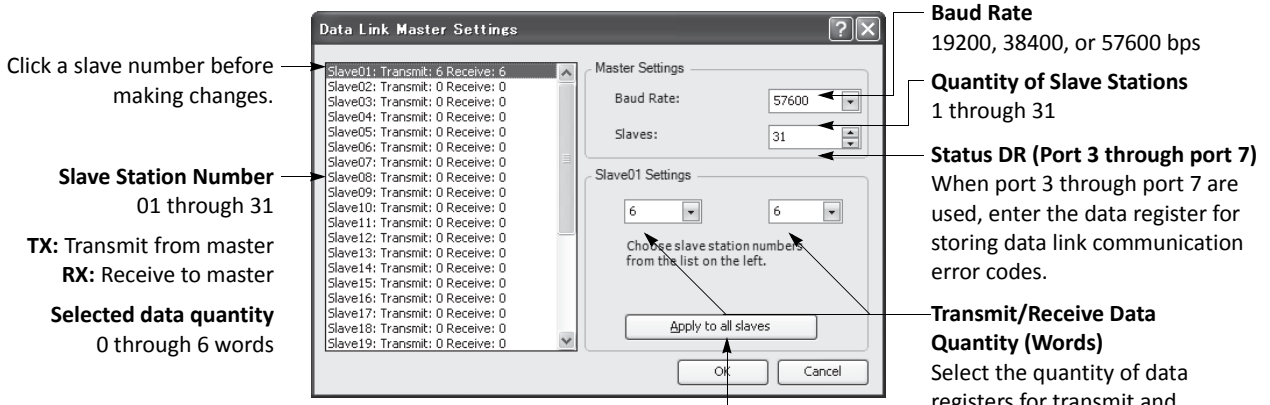 Click a slave number before
making changes.
Slave Station Number
01 through 31
TX: Transmit from master
RX: Receive to master
Selected data quantity
0 through 6 words
Data Link Master Settings
Slave01: Transmit: 6 Receive: 6
Slave02: Transmit: 0 Receive: 0
Slave03: Transmit: 0 Receive: 0
Slave04: Transmit: 0 Receive: 0
Slave05: Transmit: 0 Receive: 0
Slave06: Transmit: 0 Receive: 0
Slave07: Transmit: 0 Receive: 0
Slave08: Transmit: 0 Receive: 0
Slave09: Transmit: 0 Receive: 0
Slave10: Transmit: 0 Receive: 0
Slave11: Transmit: 0 Receive: 0
Slave12: Transmit: 0 Receive: 0
Slave13: Transmit: 0 Receive: 0
Slave14: Transmit: 0 Receive: 0
Slave15: Transmit: 0 Receive: 0
Slave16: Transmit: 0 Receive: 0
Slave17: Transmit: 0 Receive: 0
Slave18: Transmit: 0 Receive: 0
Slave19: Transmit: 0 Receive: 0
Master Settings
Baud Rate: 57600
Slaves: 31
Slave01 Settings
6 6
Choose slave station numbers
from the list on the left.
Apply to all slaves
OK Cancel
Baud Rate
19200, 38400, or 57600 bps
Quantity of Slave Stations
1 through 31
Status DR (Port 3 through port 7)
When port 3 through port 7 are
used, enter the data register for
storing data link communication
error codes.
Transmit/Receive Data
Quantity (Words)
Select the quantity of data
registers for transmit and